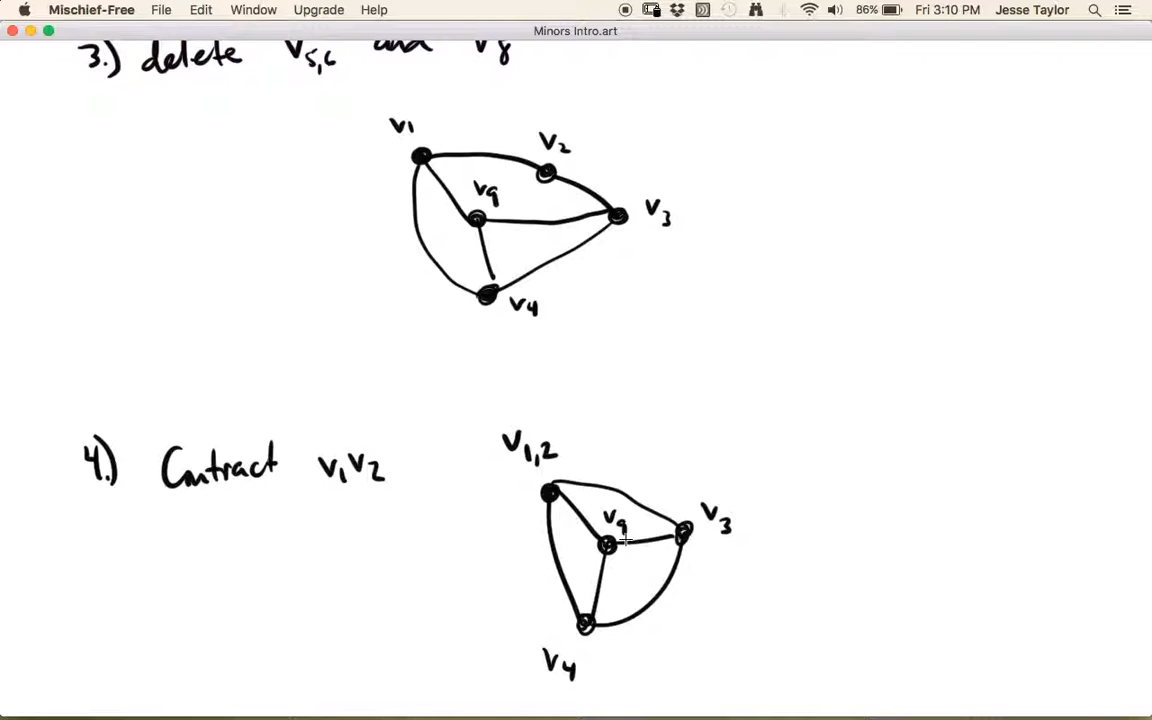 Mischief-Free File Edit Window Upgrade Help 86% Fri 3:10 PM Jesse Taylor
Minors Intro.art
3.) delete V5,6 and V8
V1
V2
V9
V3
V4
4.) Contract V1V2
V1,2
V9
V3
V4